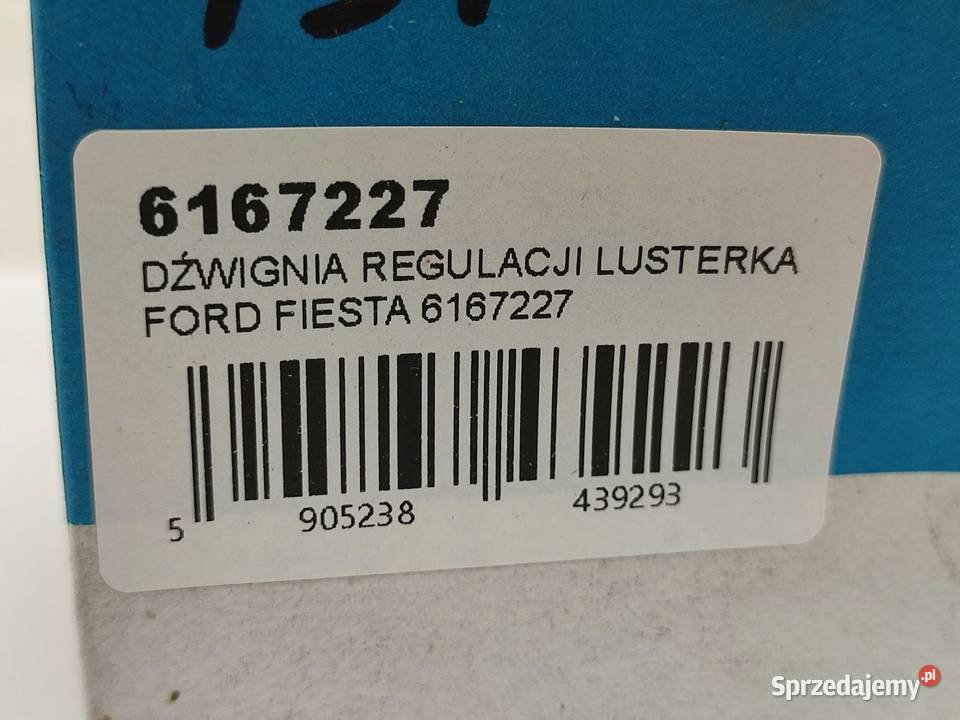 6167227
DŹWIGNIA REGULACJI LUSTERKA
FORD FIESTA 6167227
5 905238 439293
Sprzedajemy.pl